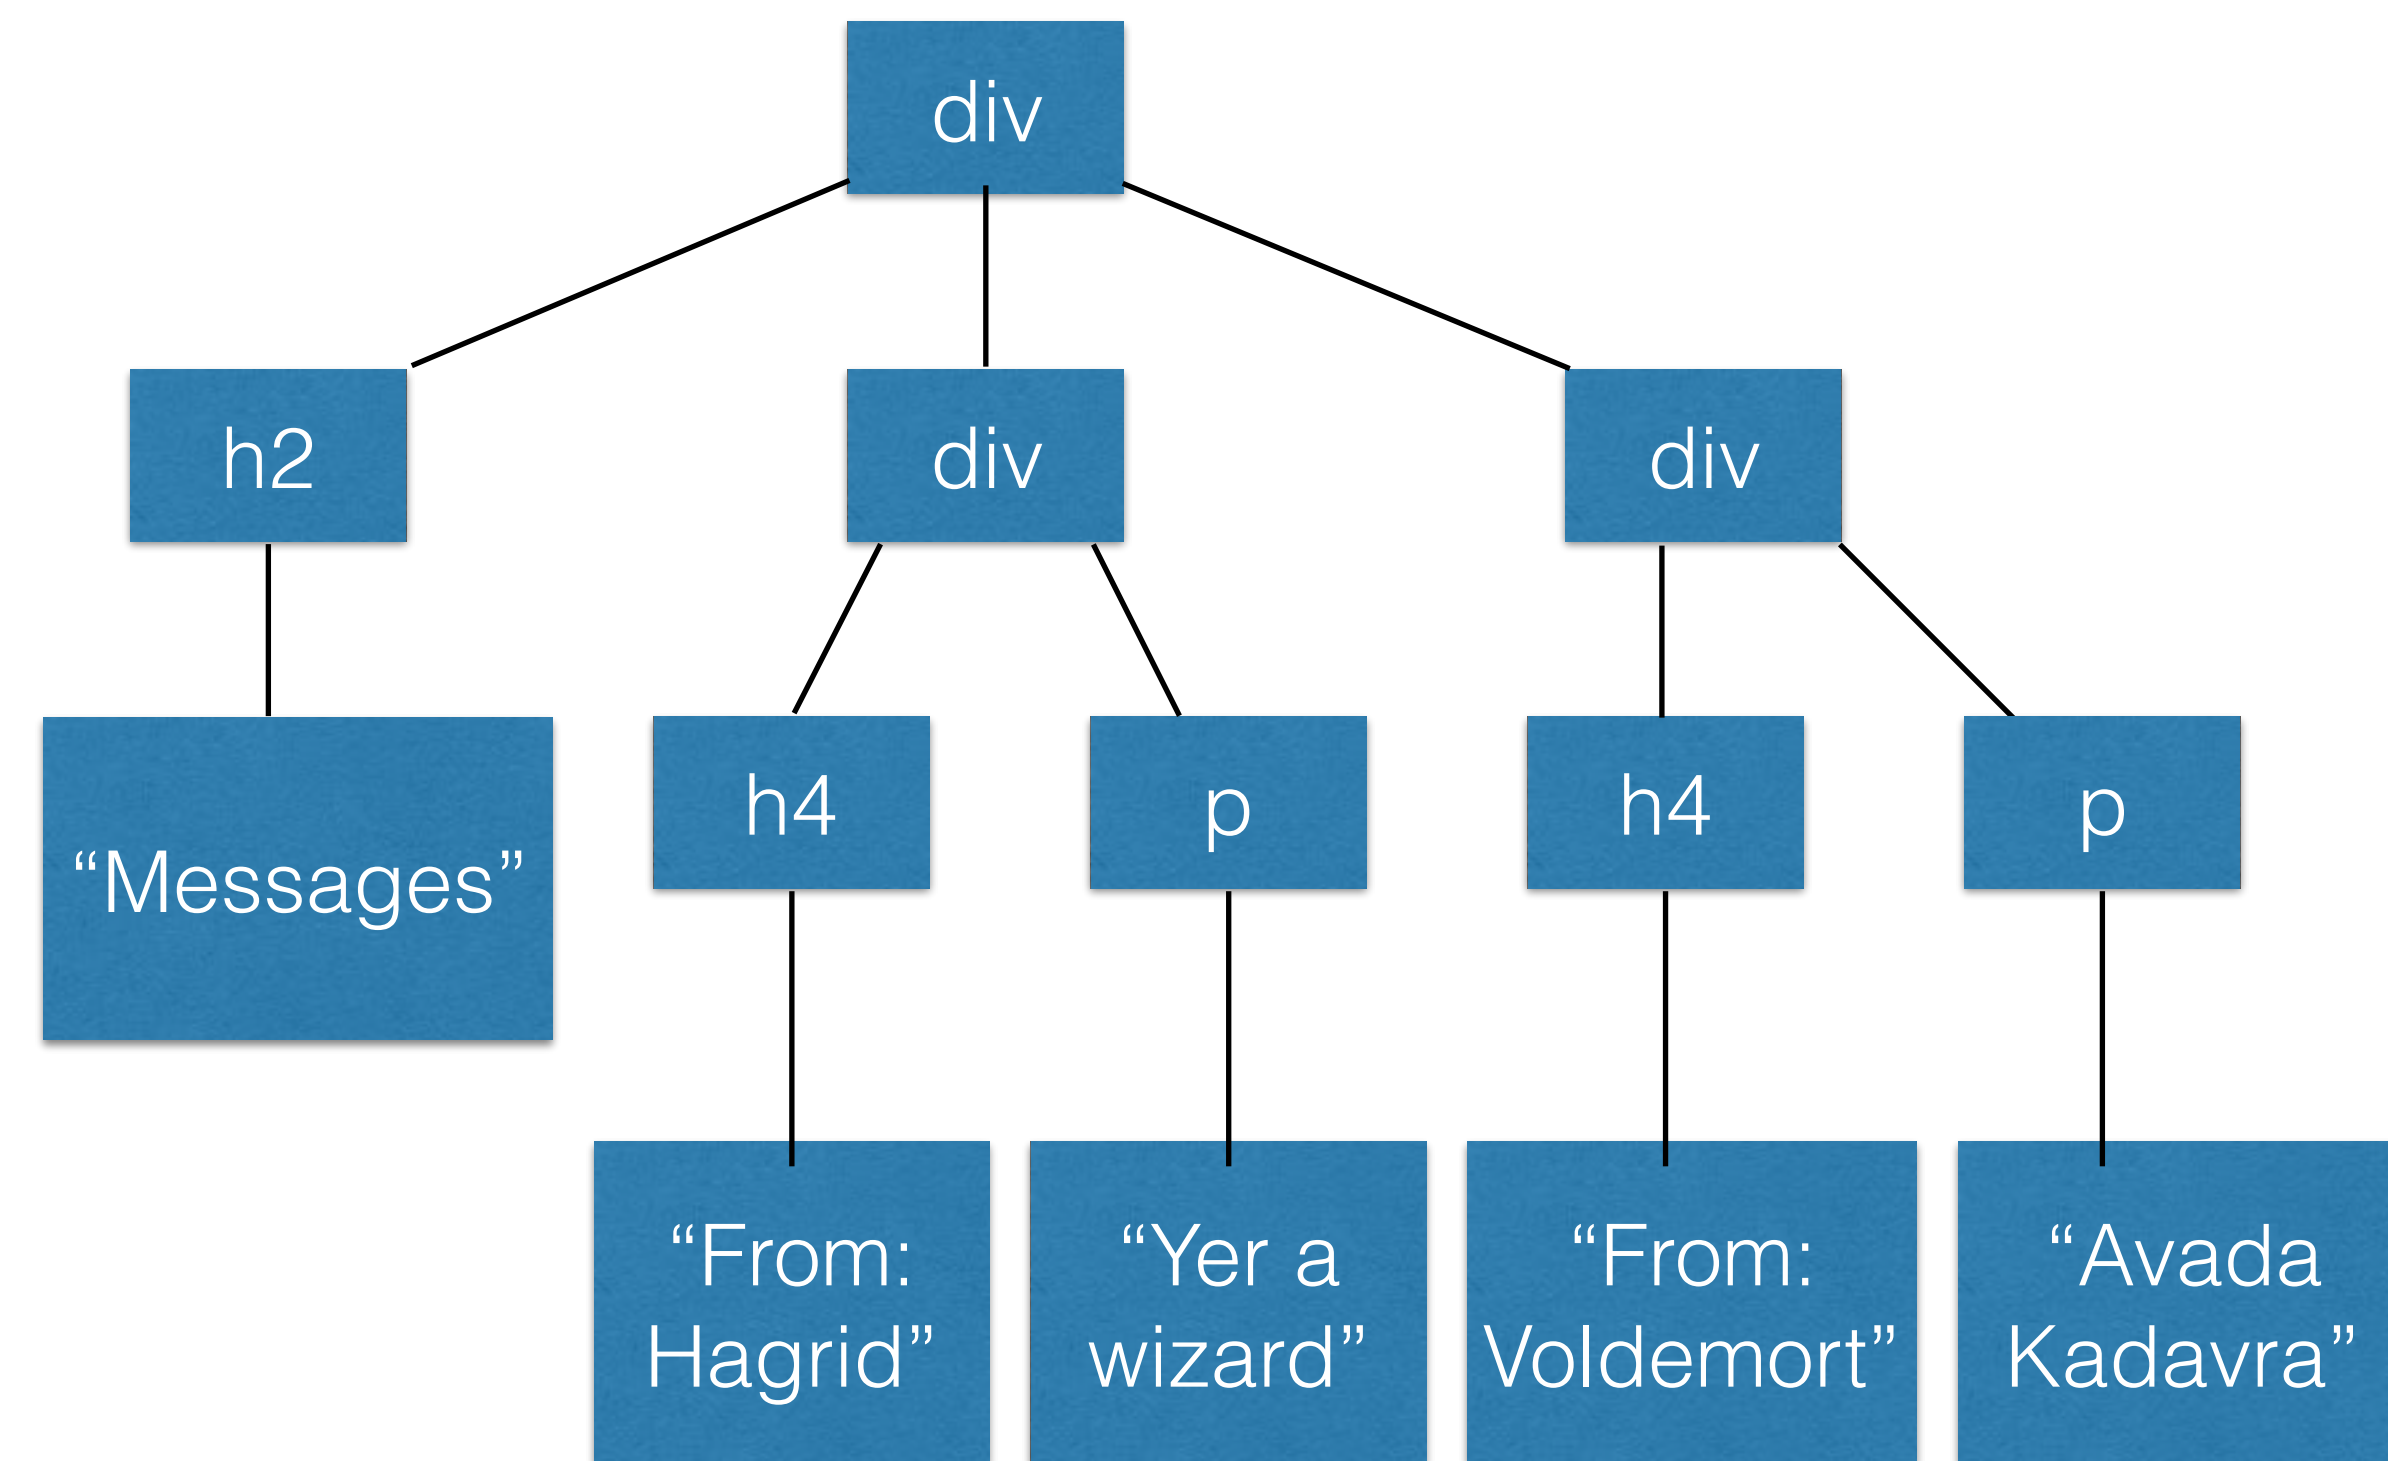 div
h2
div
div
h4
p
h4
p
“Messages”
“From:
Hagrid”
“Yer a
wizard”
“From:
Voldemort”
“Avada
Kadavra”